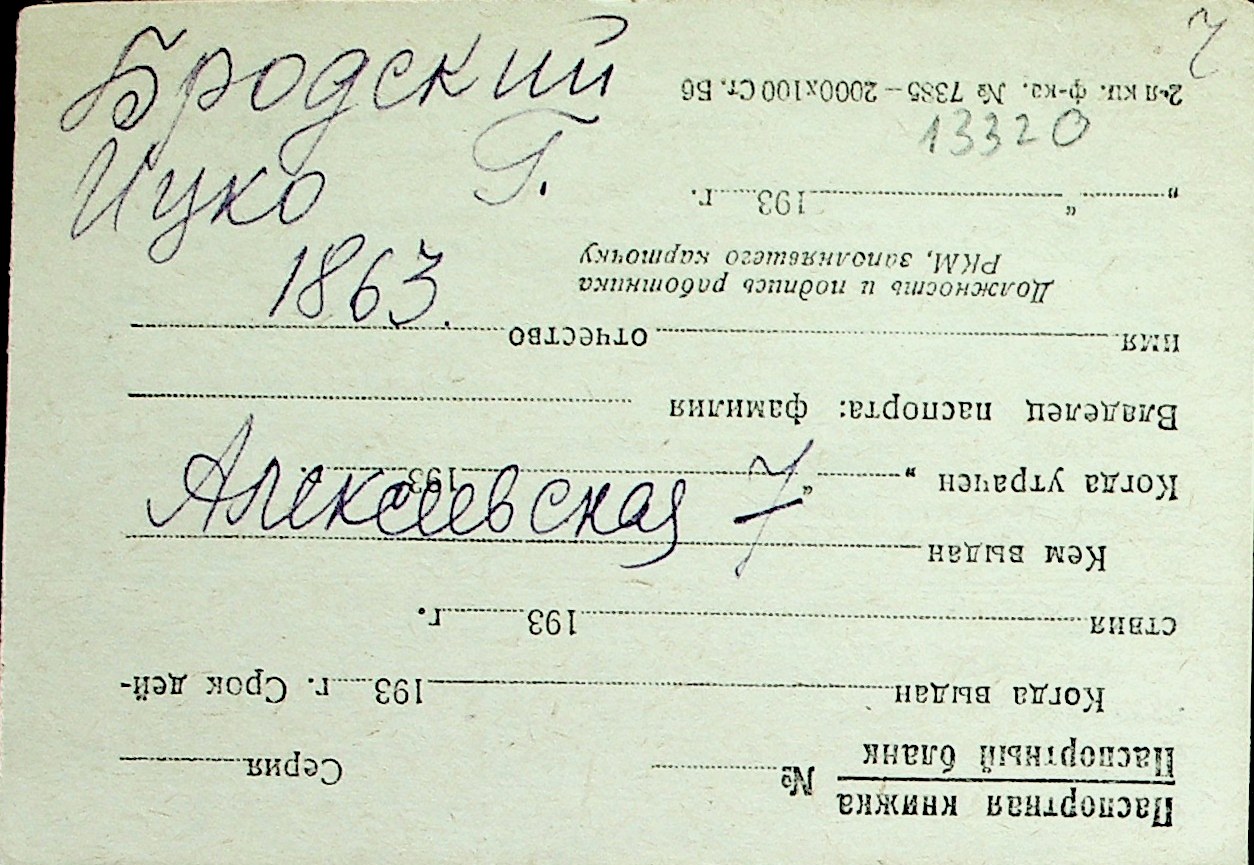 Бродский
Ицко Г.
1863.
Алексеевская 7
7
13320
Паспортная книжка
Паспортный бланк № Серия
Когда выдан 193 г. Срок дей-
ствия 193 г.
Кем выдан
Когда утрачен „ “ 193 г.
Владелец паспорта: фамилия
имя отчество
Должность и подпись работника
РКМ, заполнявшего карточку
„ “ 193 г.
2-я кн. ф-ка. № 7385—2000х100 Ст. Б6